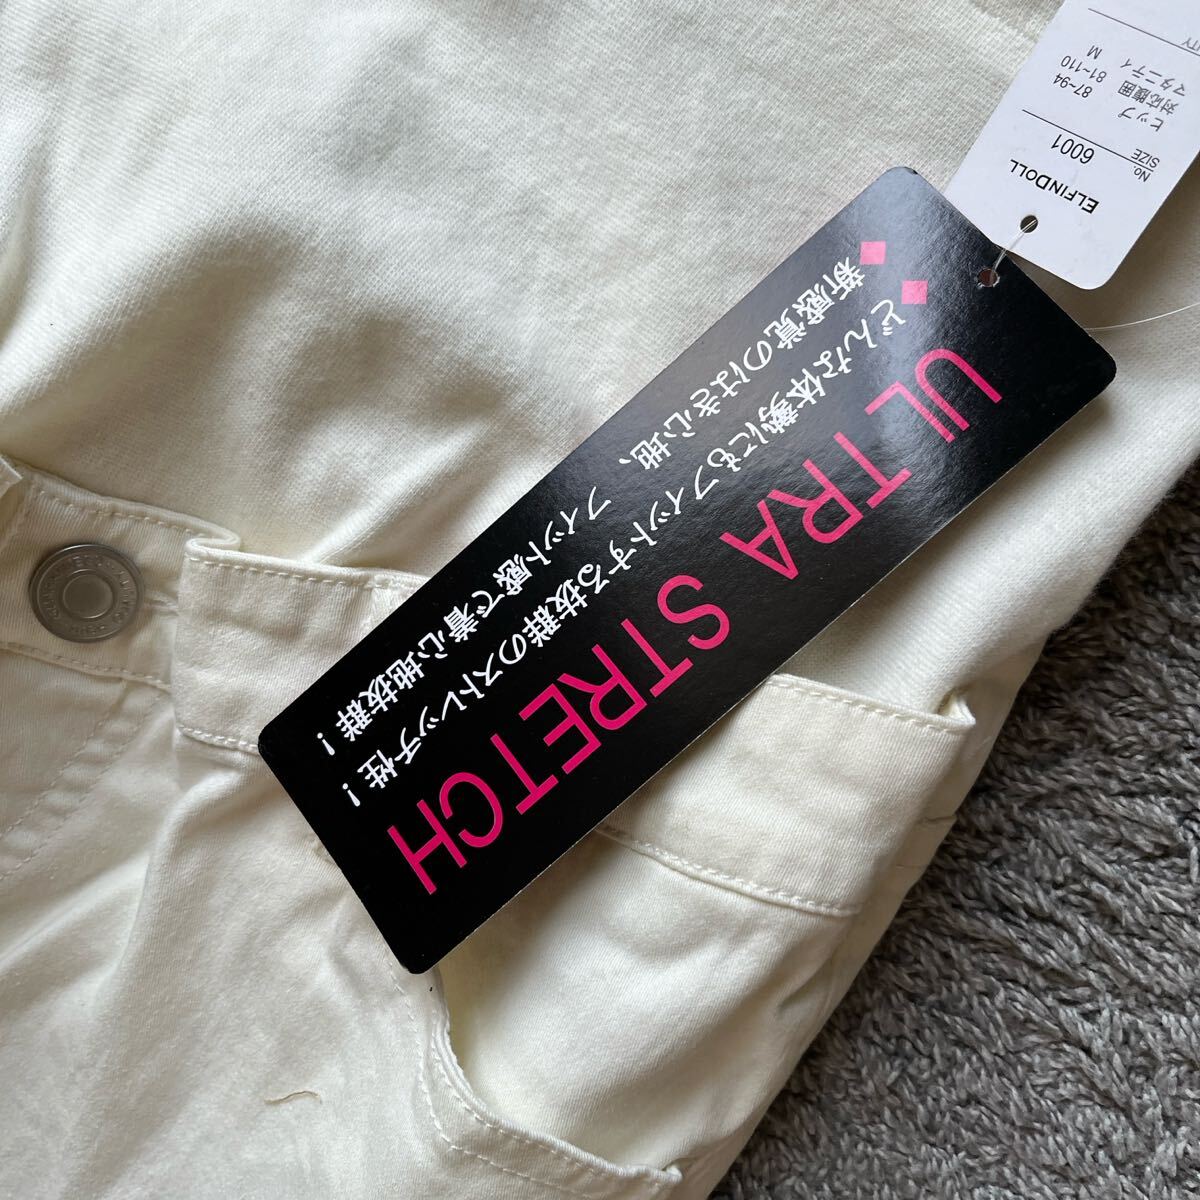 ELFINDOLL
No 6001
SIZE
ヒップ 87~94
対応腹囲 81~110
マタニティ M
ULTRA STRETCH
◆どんな体勢にもフィットする抜群のストレッチ性!
◆新感覚のはき心地、
フィット感で着心地抜群!